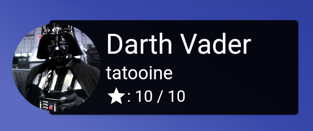 Darth Vader
tatooine
★: 10 / 10